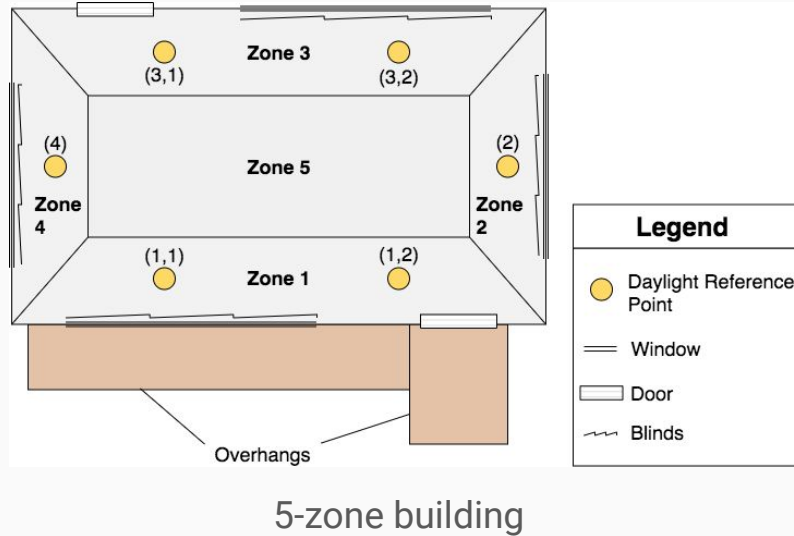 Zone 3
(3,1)
(3,2)
(4)
Zone
4
Zone 5
(2)
Zone
2
(1,1)
Zone 1
(1,2)
Overhangs
Legend
Daylight Reference
Point
Window
Door
Blinds
5-zone building